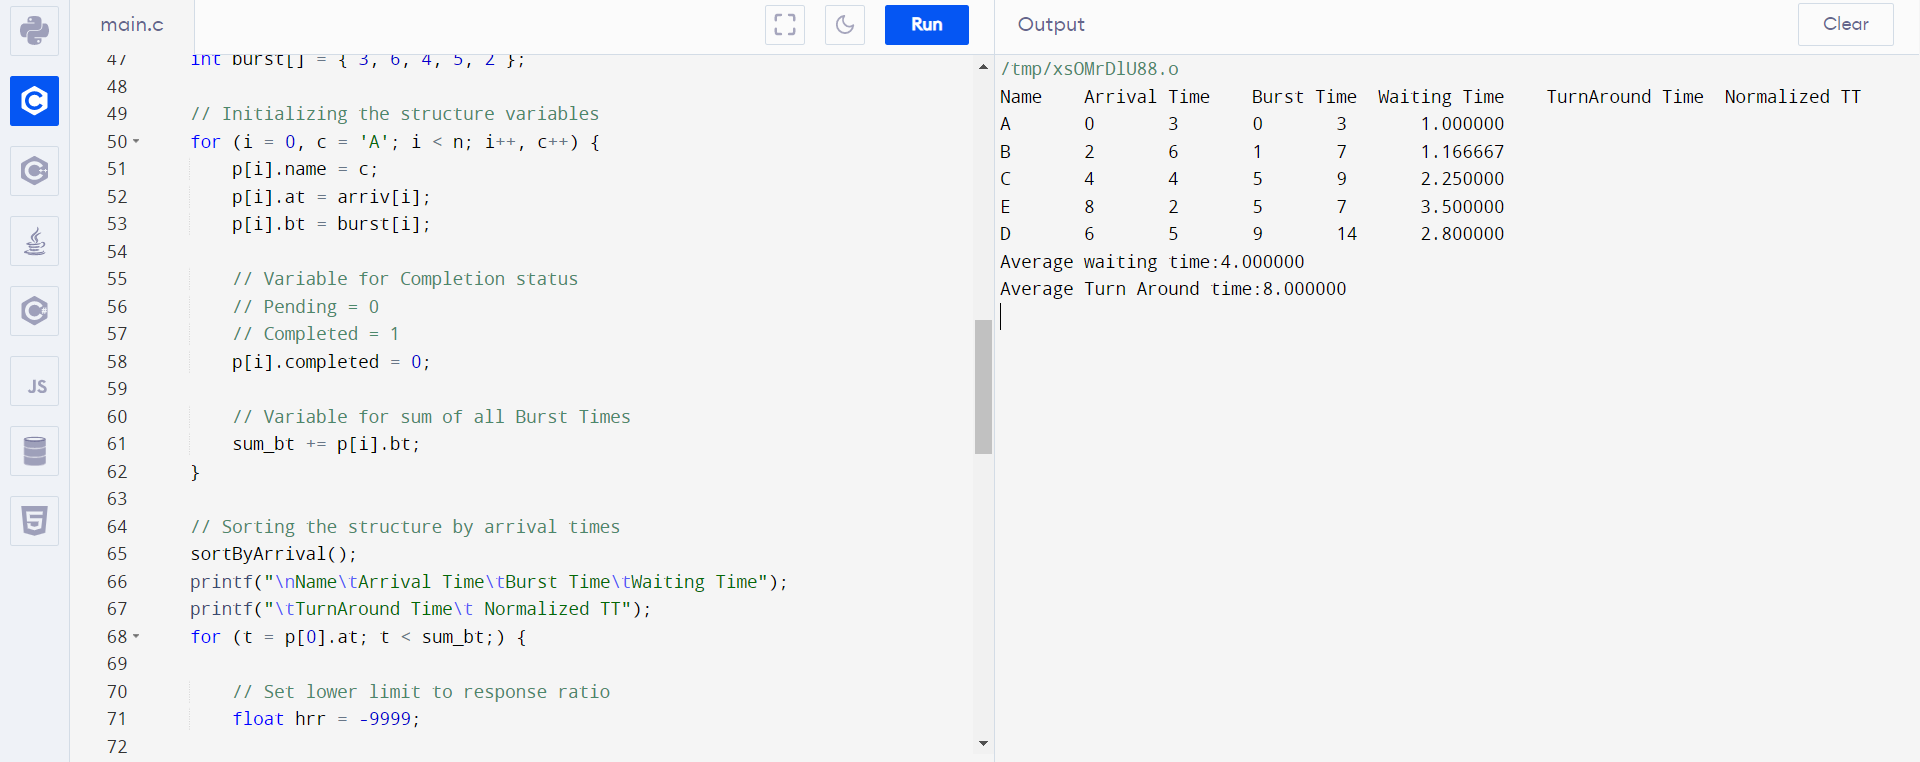 main.c
Run
Output
Clear
JS
47 int burst[] = { 3, 6, 4, 5, 2 };
48
49 // Initializing the structure variables
50 for (i = 0, c = 'A'; i < n; i++, c++) {
51 p[i].name = c;
52 p[i].at = arriv[i];
53 p[i].bt = burst[i];
54
55 // Variable for Completion status
56 // Pending = 0
57 // Completed = 1
58 p[i].completed = 0;
59
60 // Variable for sum of all Burst Times
61 sum_bt += p[i].bt;
62 }
63
64 // Sorting the structure by arrival times
65 sortByArrival();
66 printf("\nName\tArrival Time\tBurst Time\tWaiting Time");
67 printf("\tTurnAround Time\t Normalized TT");
68 for (t = p[0].at; t < sum_bt;) {
69
70 // Set lower limit to response ratio
71 float hrr = -9999;
72
/tmp/xsOMrDlU88.o
Name Arrival Time Burst Time Waiting Time TurnAround Time Normalized TT
A 0 3 0 3 1.000000
B 2 6 1 7 1.166667
C 4 4 5 9 2.250000
E 8 2 5 7 3.500000
D 6 5 9 14 2.800000
Average waiting time:4.000000
Average Turn Around time:8.000000